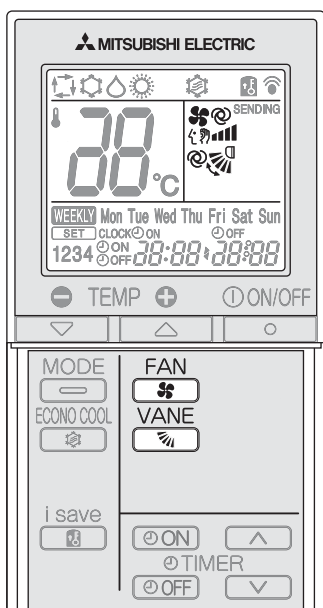 MITSUBISHI ELECTRIC
SENDING
88°C
WEEKLY Mon Tue Wed Thu Fri Sat Sun
SET CLOCK ON OFF
1234 ON OFF 88:88 88:88
TEMP ON/OFF
MODE FAN
ECONO COOL VANE
i save
ON
TIMER
OFF